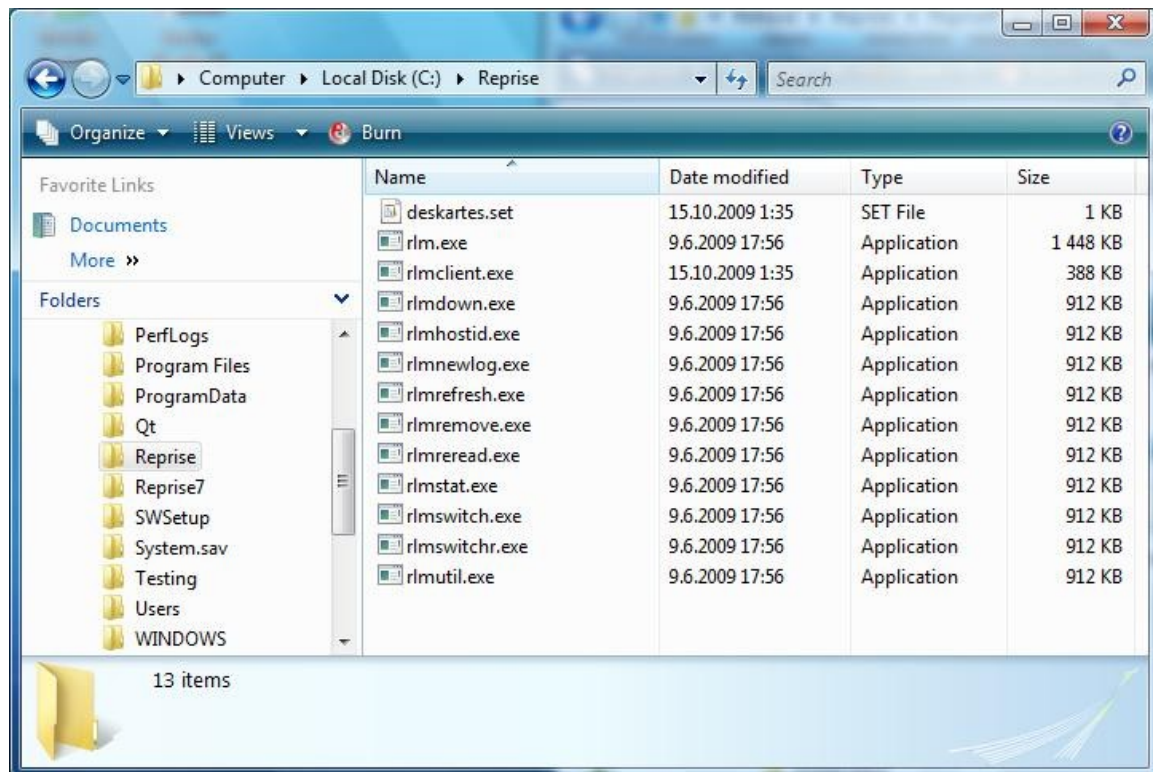 Computer Local Disk (C:) Reprise Search
Organize Views Burn
Favorite Links
Documents
More »
Folders
PerfLogs
Program Files
ProgramData
Qt
Reprise
Reprise7
SWSetup
System.sav
Testing
Users
WINDOWS
Name Date modified Type Size
deskartes.set 15.10.2009 1:35 SET File 1 KB
rlm.exe 9.6.2009 17:56 Application 1 448 KB
rlmclient.exe 15.10.2009 1:35 Application 388 KB
rlmdown.exe 9.6.2009 17:56 Application 912 KB
rlmhostid.exe 9.6.2009 17:56 Application 912 KB
rlmnewlog.exe 9.6.2009 17:56 Application 912 KB
rlmrefresh.exe 9.6.2009 17:56 Application 912 KB
rlmremove.exe 9.6.2009 17:56 Application 912 KB
rlmreread.exe 9.6.2009 17:56 Application 912 KB
rlmstat.exe 9.6.2009 17:56 Application 912 KB
rlmswitch.exe 9.6.2009 17:56 Application 912 KB
rlmswitchr.exe 9.6.2009 17:56 Application 912 KB
rlmutil.exe 9.6.2009 17:56 Application 912 KB
13 items